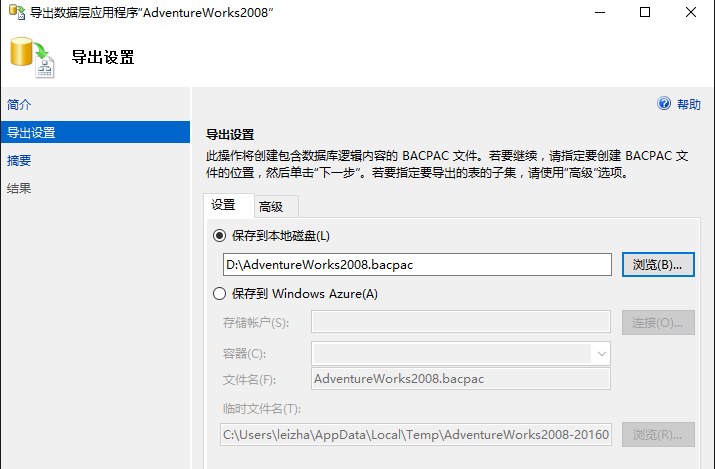 导出数据层应用程序“AdventureWorks2008”
导出设置
简介
导出设置
摘要
结果
帮助
导出设置
此操作将创建包含数据库逻辑内容的 BACPAC 文件。若要继续，请指定要创建 BACPAC 文
件的位置，然后单击“下一步”。若要指定要导出的表的子集，请使用“高级”选项。
设置
高级
保存到本地磁盘(L)
D:\AdventureWorks2008.bacpac
浏览(B)...
保存到 Windows Azure(A)
存储帐户(S):
连接(O)...
容器(C):
文件名(F):
AdventureWorks2008.bacpac
临时文件名(T):
C:\Users\leizha\AppData\Local\Temp\AdventureWorks2008-20160
浏览(R)...